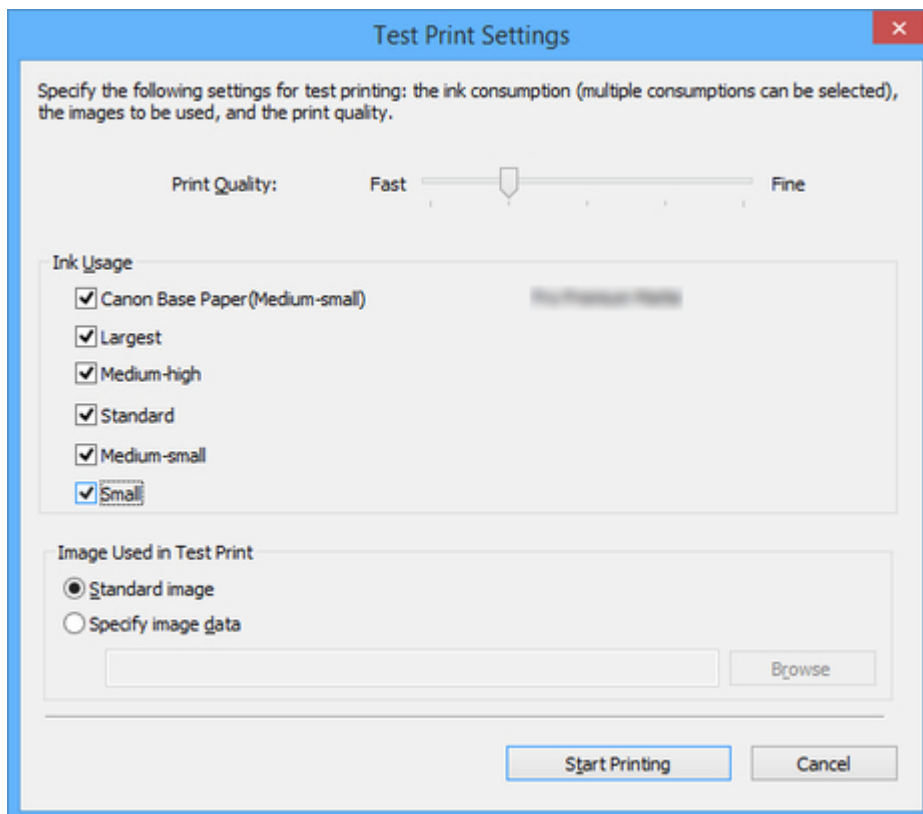 Test Print Settings
Specify the following settings for test printing: the ink consumption (multiple consumptions can be selected),
the images to be used, and the print quality.
Print Quality: Fast Fine
Ink Usage
Canon Base Paper(Medium-small)
Largest
Medium-high
Standard
Medium-small
Small
Image Used in Test Print
Standard image
Specify image data
Browse
Start Printing Cancel